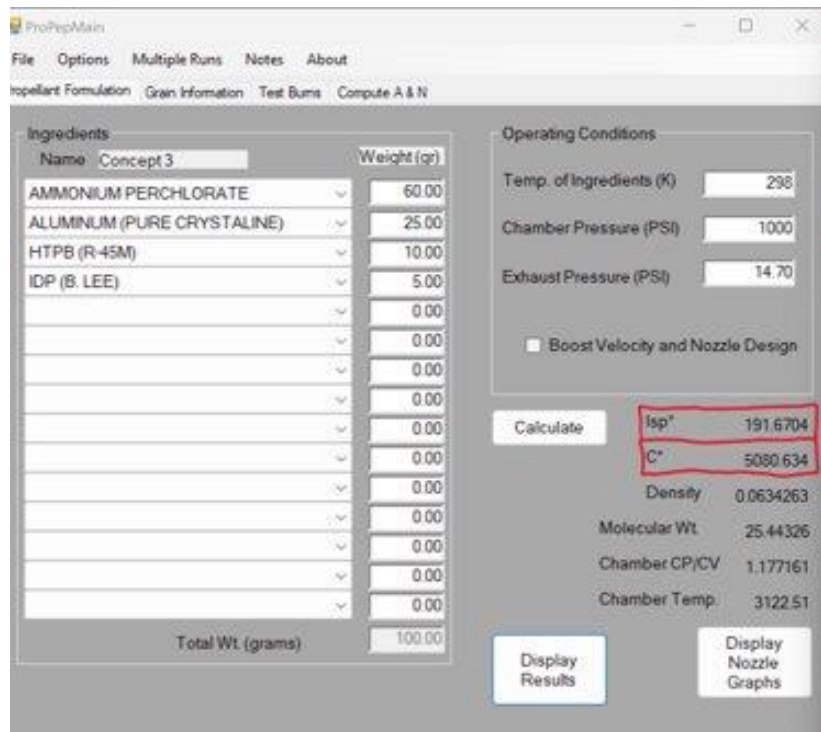 ProPepMain
File Options Multiple Runs Notes About
ropellant Formulation Grain Information Test Burns Compute A & N
Ingredients
Name Concept 3 Weight (gr)
AMMONIUM PERCHLORATE 60.00
ALUMINUM (PURE CRYSTALINE) 25.00
HTPB (R-45M) 10.00
IDP (B. LEE) 5.00
0.00
0.00
0.00
0.00
0.00
0.00
0.00
0.00
0.00
0.00
0.00
Total Wt. (grams) 100.00
Operating Conditions
Temp. of Ingredients (K) 298
Chamber Pressure (PSI) 1000
Exhaust Pressure (PSI) 14.70
Boost Velocity and Nozzle Design
Calculate
Isp* 191.6704
C* 5080.634
Density 0.0634263
Molecular Wt. 25.44326
Chamber CP/CV 1.177161
Chamber Temp. 3122.51
Display
Results
Display
Nozzle
Graphs